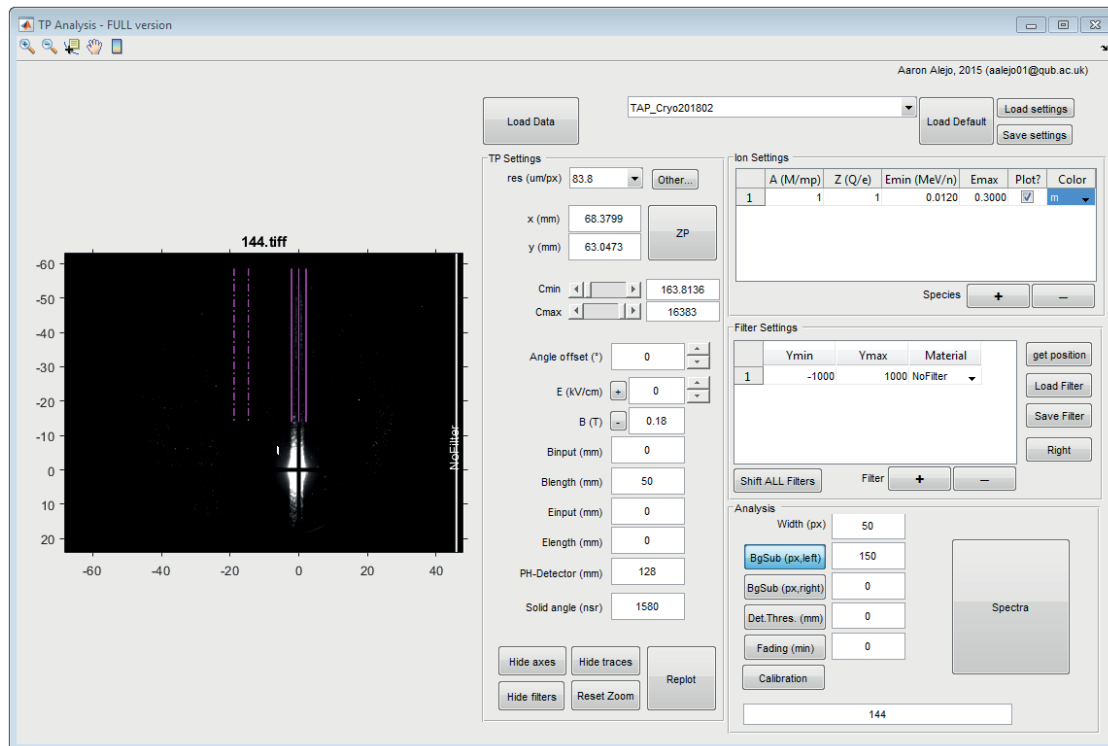 TP Analysis - FULL version
Aaron Alejo, 2015 (aalejo01@qub.ac.uk)
Load Data
TAP_Cryo201802
Load Default
Load settings
Save settings
TP Settings
res (um/px) 83.8 Other...
x (mm) 68.3799
y (mm) 63.0473
ZP
Cmin 163.8136
Cmax 16383
Angle offset (°) 0
E (kV/cm) + 0
B (T) - 0.18
Binput (mm) 0
Blength (mm) 50
Einput (mm) 0
Elength (mm) 0
PH-Detector (mm) 128
Solid angle (nsr) 1580
Hide axes Hide traces
Hide filters Reset Zoom
Replot
144.tiff
-60
-50
-40
-30
-20
-10
0
10
20
-60 -40 -20 0 20 40
NoFilter
Ion Settings
A (M/mp) Z (Q/e) Emin (MeV/n) Emax Plot? Color
1 1 1 0.0120 0.3000 m
Species + –
Filter Settings
Ymin Ymax Material
1 -1000 1000 NoFilter
get position
Load Filter
Save Filter
Right
Shift ALL Filters Filter + –
Analysis
Width (px) 50
BgSub (px,left) 150
BgSub (px,right) 0
Det.Thres. (mm) 0
Fading (min) 0
Calibration
Spectra
144